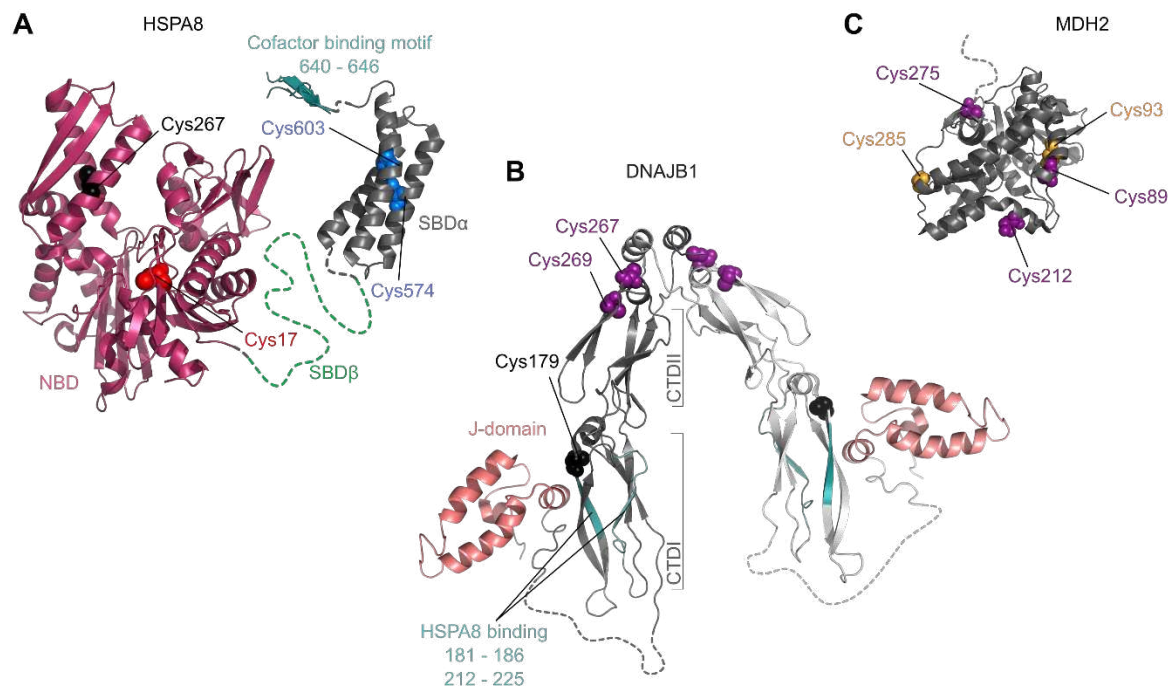 A
HSPA8
Cofactor binding motif
640 - 646
Cys267
Cys603
SBDα
Cys574
Cys17
NBD
SBDβ
B
DNAJB1
Cys267
Cys269
Cys179
CTDII
J-domain
CTDI
HSPA8 binding
181 - 186
212 - 225
C
MDH2
Cys275
Cys93
Cys285
Cys89
Cys212